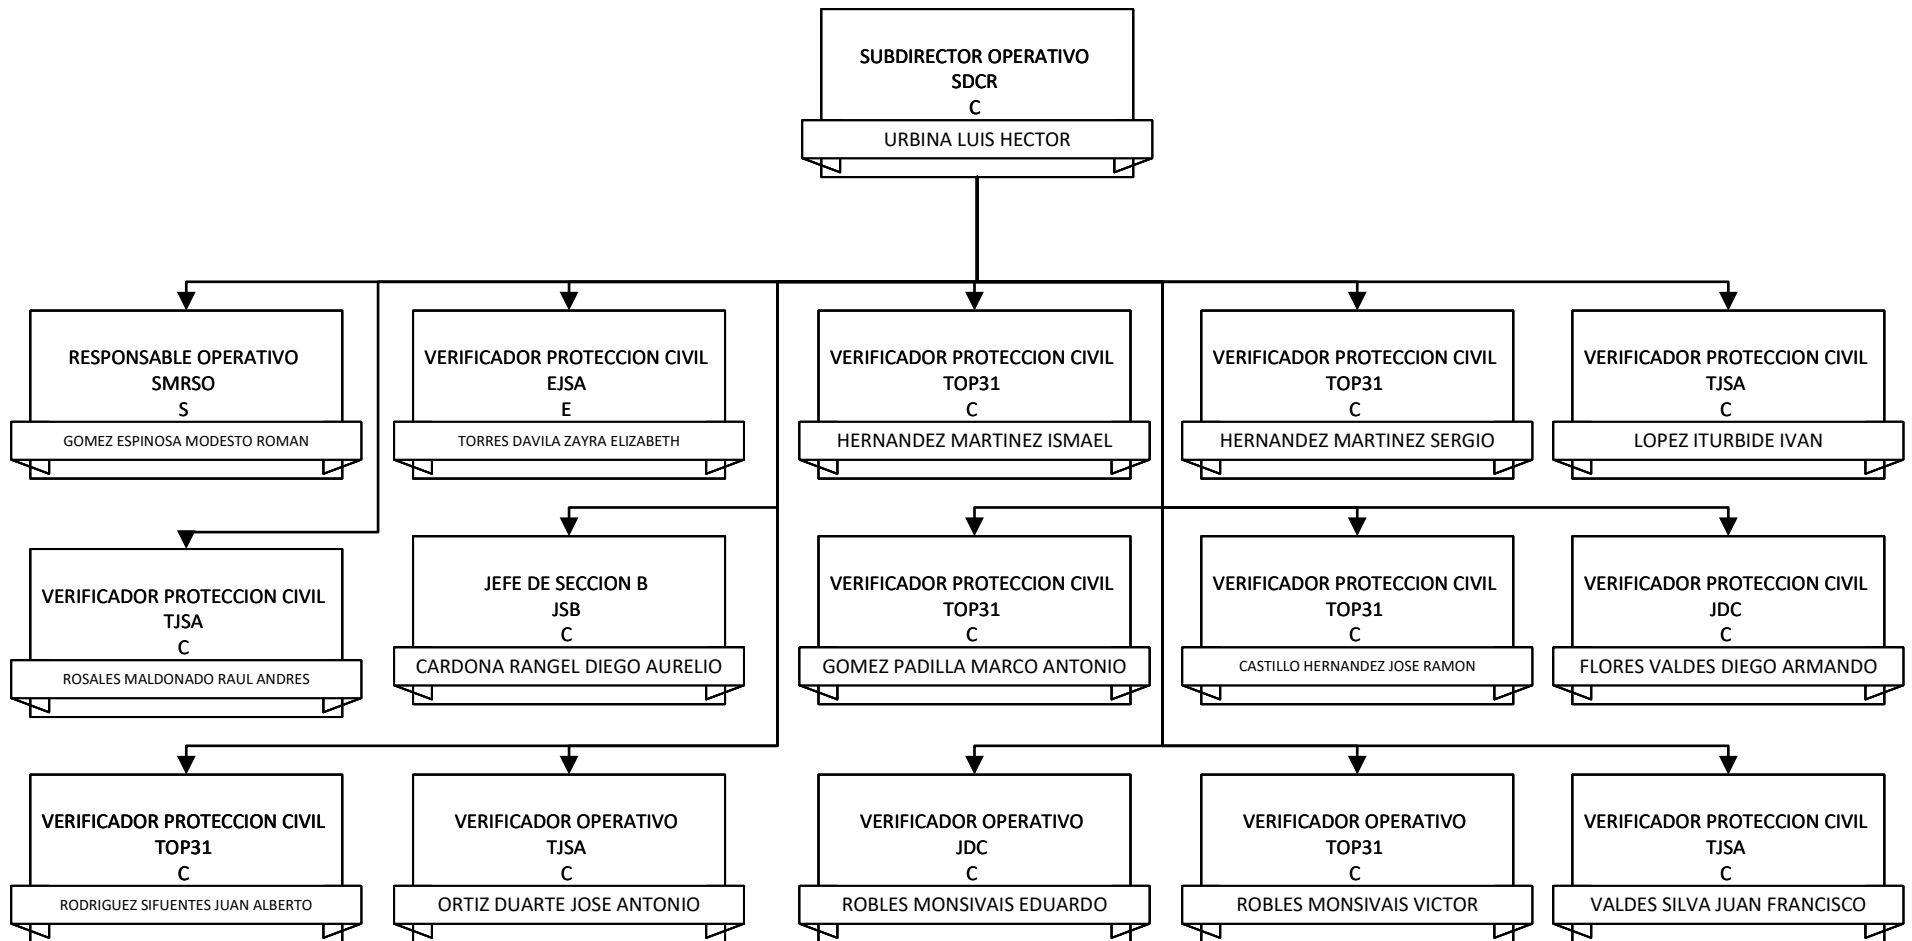 SUBDIRECTOR OPERATIVO
SDCR
C
URBINA LUIS HECTOR
RESPONSABLE OPERATIVO
SMRSO
S
GOMEZ ESPINOSA MODESTO ROMAN
VERIFICADOR PROTECCION CIVIL
EJSA
E
TORRES DAVILA ZAYRA ELIZABETH
VERIFICADOR PROTECCION CIVIL
TOP31
C
HERNANDEZ MARTINEZ ISMAEL
VERIFICADOR PROTECCION CIVIL
TOP31
C
HERNANDEZ MARTINEZ SERGIO
VERIFICADOR PROTECCION CIVIL
TJSA
C
LOPEZ ITURBIDE IVAN
VERIFICADOR PROTECCION CIVIL
TJSA
C
ROSALES MALDONADO RAUL ANDRES
JEFE DE SECCION B
JSB
C
CARDONA RANGEL DIEGO AURELIO
VERIFICADOR PROTECCION CIVIL
TOP31
C
GOMEZ PADILLA MARCO ANTONIO
VERIFICADOR PROTECCION CIVIL
TOP31
C
CASTILLO HERNANDEZ JOSE RAMON
VERIFICADOR PROTECCION CIVIL
JDC
C
FLORES VALDES DIEGO ARMANDO
VERIFICADOR PROTECCION CIVIL
TOP31
C
RODRIGUEZ SIFUENTES JUAN ALBERTO
VERIFICADOR OPERATIVO
TJSA
C
ORTIZ DUARTE JOSE ANTONIO
VERIFICADOR OPERATIVO
JDC
C
ROBLES MONSIVAIS EDUARDO
VERIFICADOR OPERATIVO
TOP31
C
ROBLES MONSIVAIS VICTOR
VERIFICADOR PROTECCION CIVIL
TJSA
C
VALDES SILVA JUAN FRANCISCO